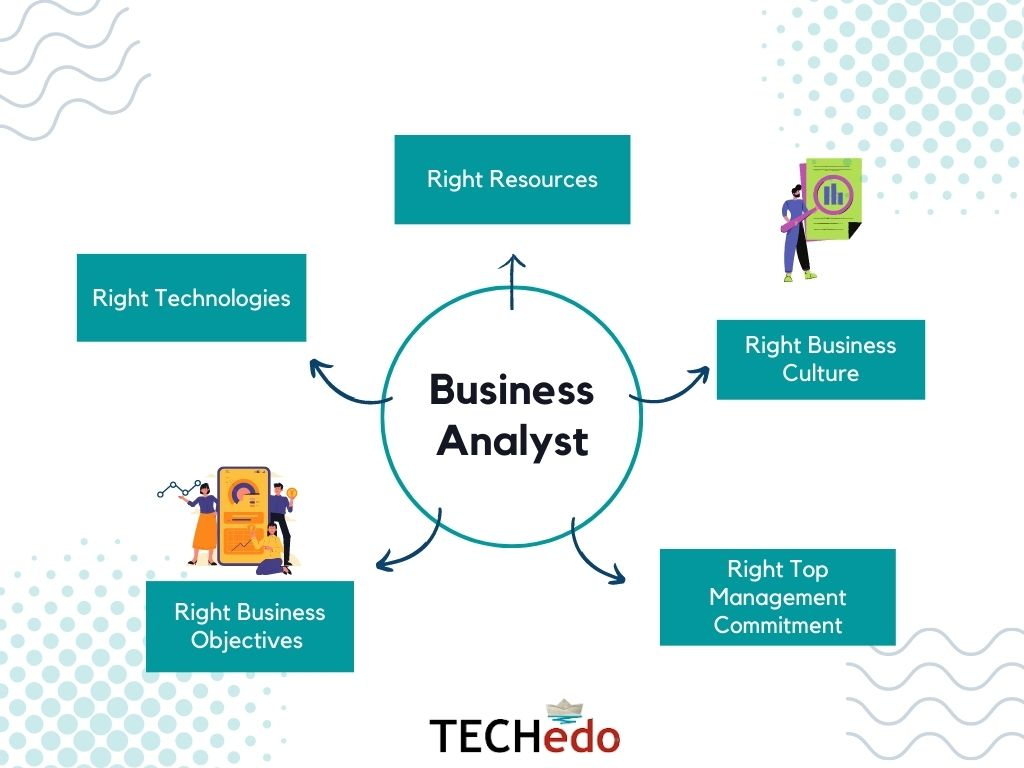 Right Resources
Right Technologies
Right Business
Culture
Business
Analyst
Right Business
Objectives
Right Top
Management
Commitment
TECHedo